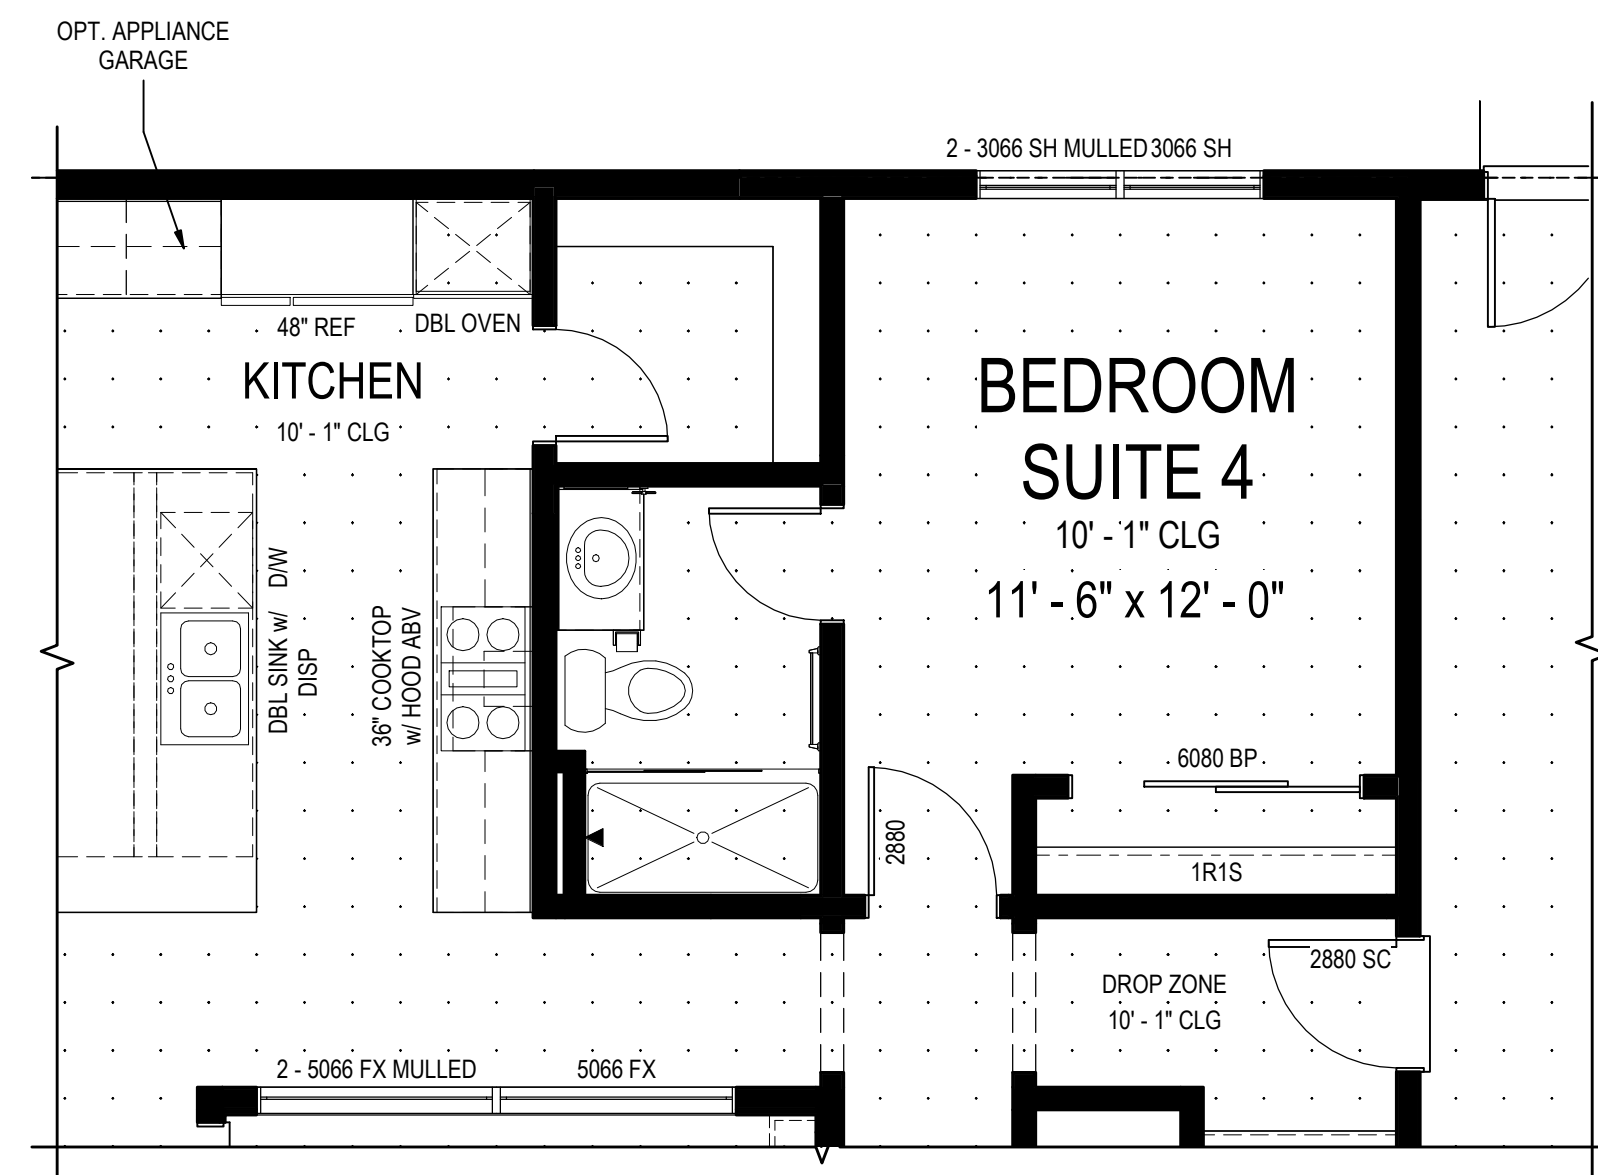 OPT. APPLIANCE
GARAGE
2 - 3066 SH MULLED 3066 SH
48" REF
DBL OVEN
KITCHEN
10' - 1" CLG
BEDROOM
SUITE 4
10' - 1" CLG
11' - 6" x 12' - 0"
D/W
DBL SINK w/
DISP
36" COOKTOP
w/ HOOD ABV
6080 BP
2880
1R1S
2880 SC
DROP ZONE
10' - 1" CLG
2 - 5066 FX MULLED
5066 FX